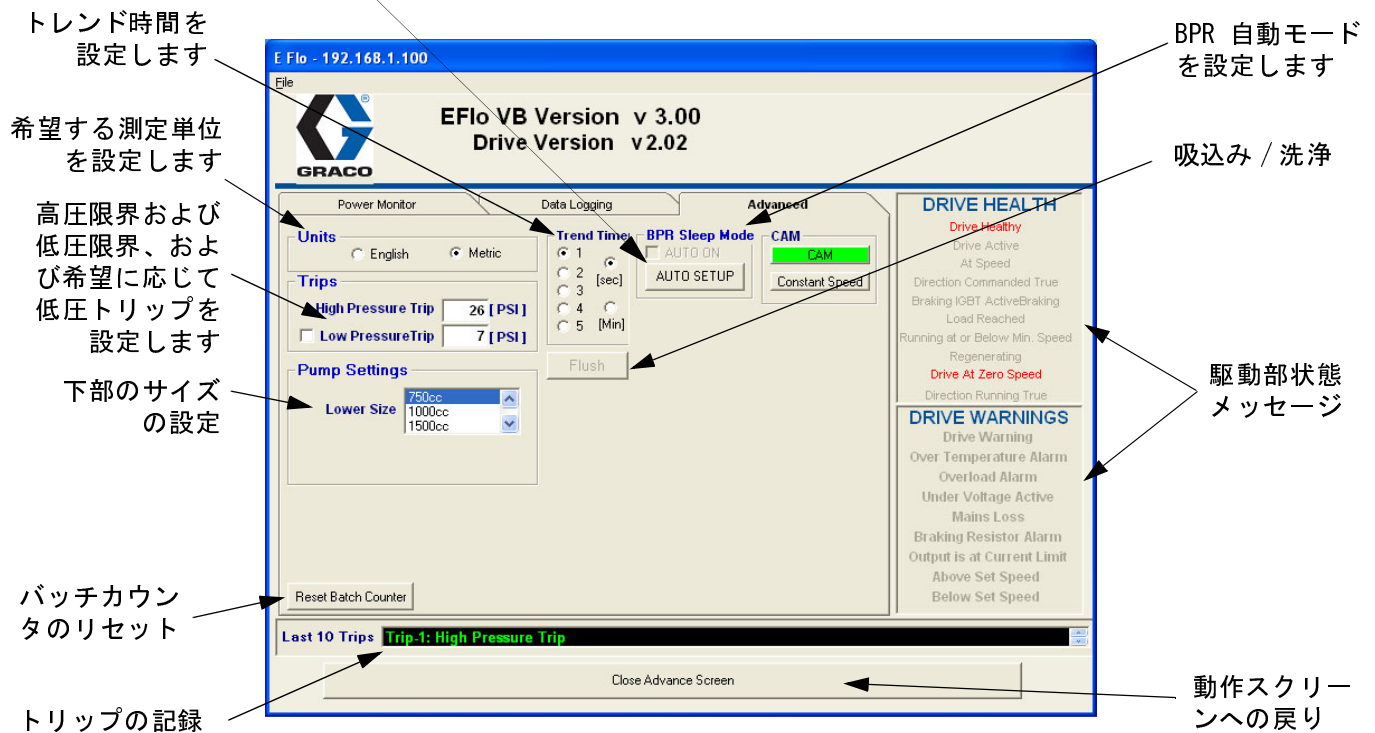 トレンド時間を
設定します
希望する測定単位
を設定します
高圧限界および
低圧限界、およ
び希望に応じて
低圧トリップを
設定します
下部のサイズ
の設定
バッチカウン
タのリセット
トリップの記録
E Flo - 192.168.1.100
File
GRACO
®
EFlo VB Version v 3.00
Drive Version v2.02
Power Monitor
Data Logging
Advanced
Units
English
Metric
Trips
High Pressure Trip 26 [ PSI ]
Low PressureTrip 7 [ PSI ]
Pump Settings
Lower Size
750cc
1000cc
1500cc
Trend Time:
1
2
3
4
5
[sec]
[Min]
BPR Sleep Mode
AUTO ON
AUTO SETUP
CAM
CAM
Constant Speed
Flush
Reset Batch Counter
DRIVE HEALTH
Drive Healthy
Drive Active
At Speed
Direction Commanded True
Braking IGBT ActiveBraking
Load Reached
Running at or Below Min. Speed
Regenerating
Drive At Zero Speed
Direction Running True
DRIVE WARNINGS
Drive Warning
Over Temperature Alarm
Overload Alarm
Under Voltage Active
Mains Loss
Braking Resistor Alarm
Output is at Current Limit
Above Set Speed
Below Set Speed
Last 10 Trips Trip-1: High Pressure Trip
Close Advance Screen
BPR 自動モード
を設定します
吸込み / 洗浄
駆動部状態
メッセージ
動作スクリー
ンへの戻り